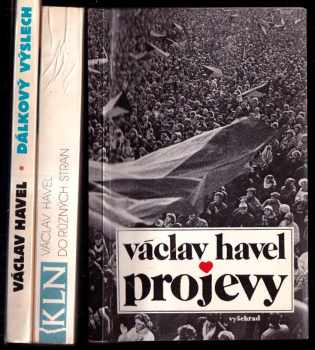 VÁCLAV HAVEL • DÁLKOVÝ VÝSLECH
VÁCLAV HAVEL
DO RŮZNÝCH STRAN
KLN
václav havel
projevy
vyšehrad